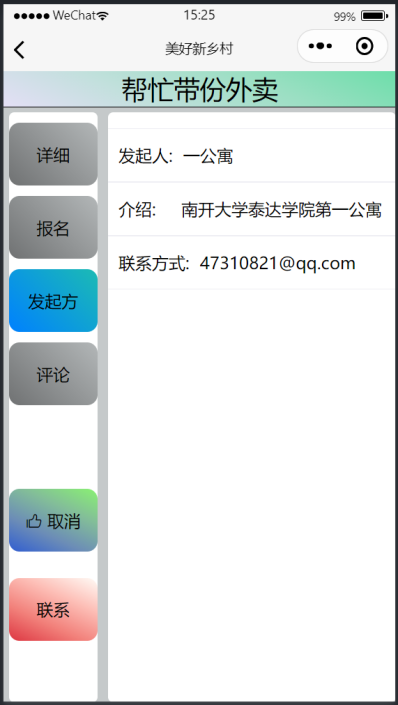 WeChat 15:25 99%
美好新乡村
帮忙带份外卖
详细
报名
发起方
评论
取消
联系
发起人: 一公寓
介绍: 南开大学泰达学院第一公寓
联系方式: 47310821@qq.com